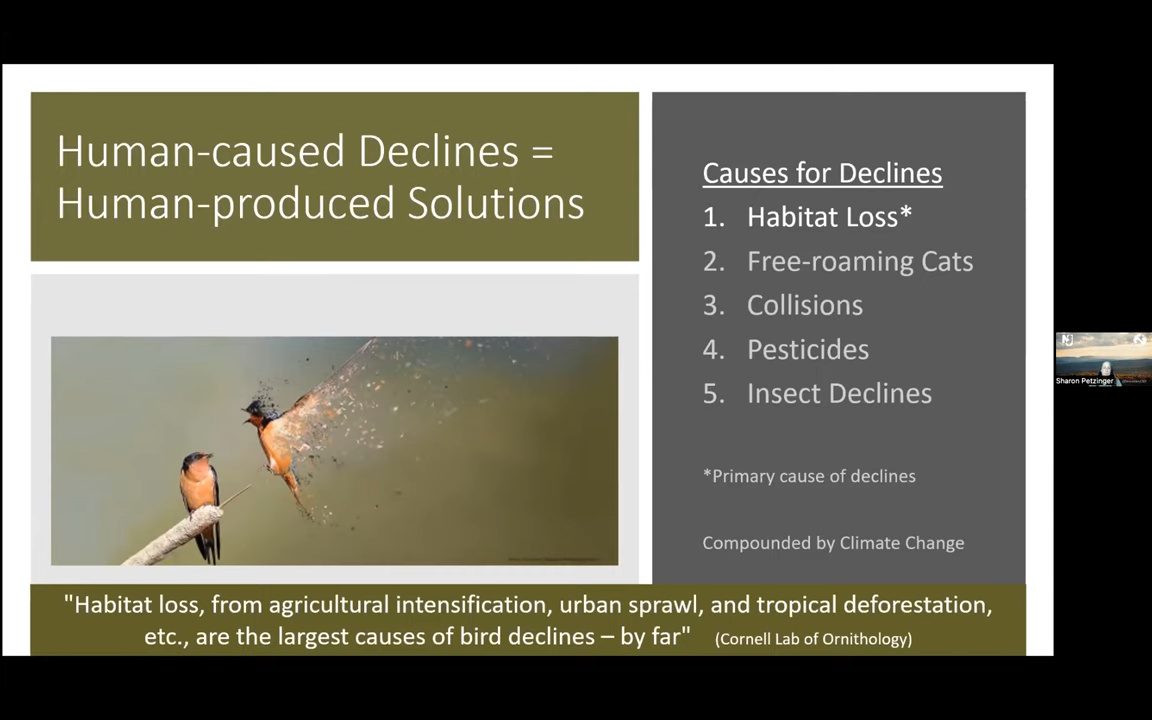 Human-caused Declines =
Human-produced Solutions
Causes for Declines
1. Habitat Loss*
2. Free-roaming Cats
3. Collisions
4. Pesticides
5. Insect Declines
*Primary cause of declines
Compounded by Climate Change
"Habitat loss, from agricultural intensification, urban sprawl, and tropical deforestation,
etc., are the largest causes of bird declines – by far" (Cornell Lab of Ornithology)
Sharon Petzinger